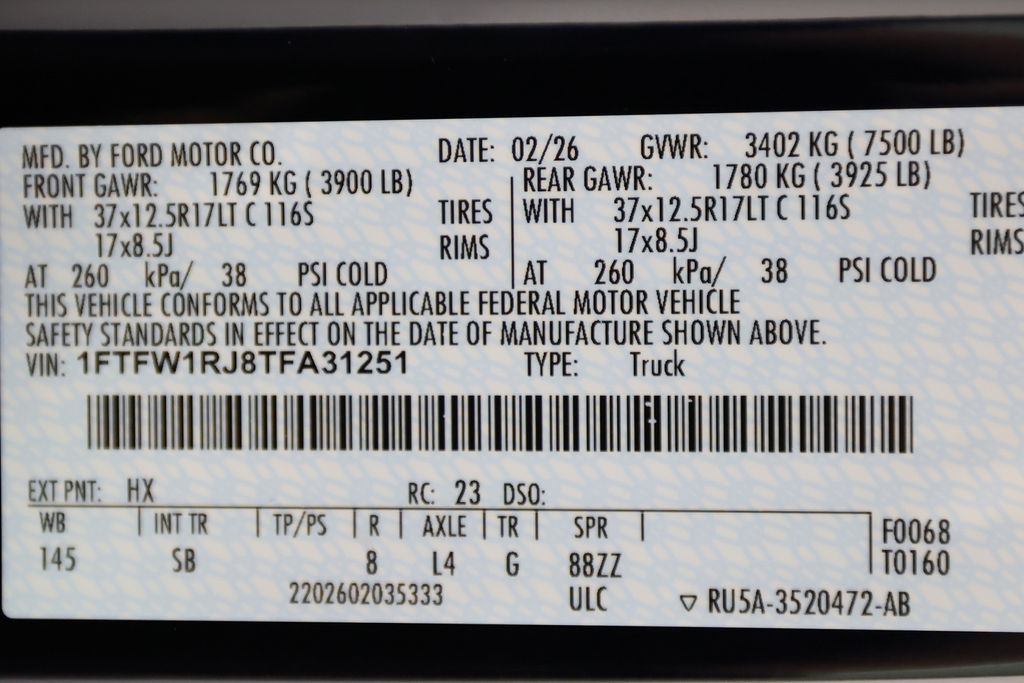 MFD. BY FORD MOTOR CO. DATE: 02/26 GVWR: 3402 KG ( 7500 LB)
FRONT GAWR: 1769 KG ( 3900 LB) REAR GAWR: 1780 KG ( 3925 LB)
WITH 37x12.5R17LT C 116S TIRES WITH 37x12.5R17LT C 116S TIRES
17x8.5J RIMS 17x8.5J RIMS
AT 260 kPa/ 38 PSI COLD AT 260 kPa/ 38 PSI COLD
THIS VEHICLE CONFORMS TO ALL APPLICABLE FEDERAL MOTOR VEHICLE
SAFETY STANDARDS IN EFFECT ON THE DATE OF MANUFACTURE SHOWN ABOVE.
VIN: 1FTFW1RJ8TFA31251 TYPE: Truck
EXT PNT: HX RC: 23 DSO:
WB INT TR TP/PS R AXLE TR SPR F0068
145 SB 8 L4 G 88ZZ T0160
2202602035333 ULC ▽ RU5A-3520472-AB